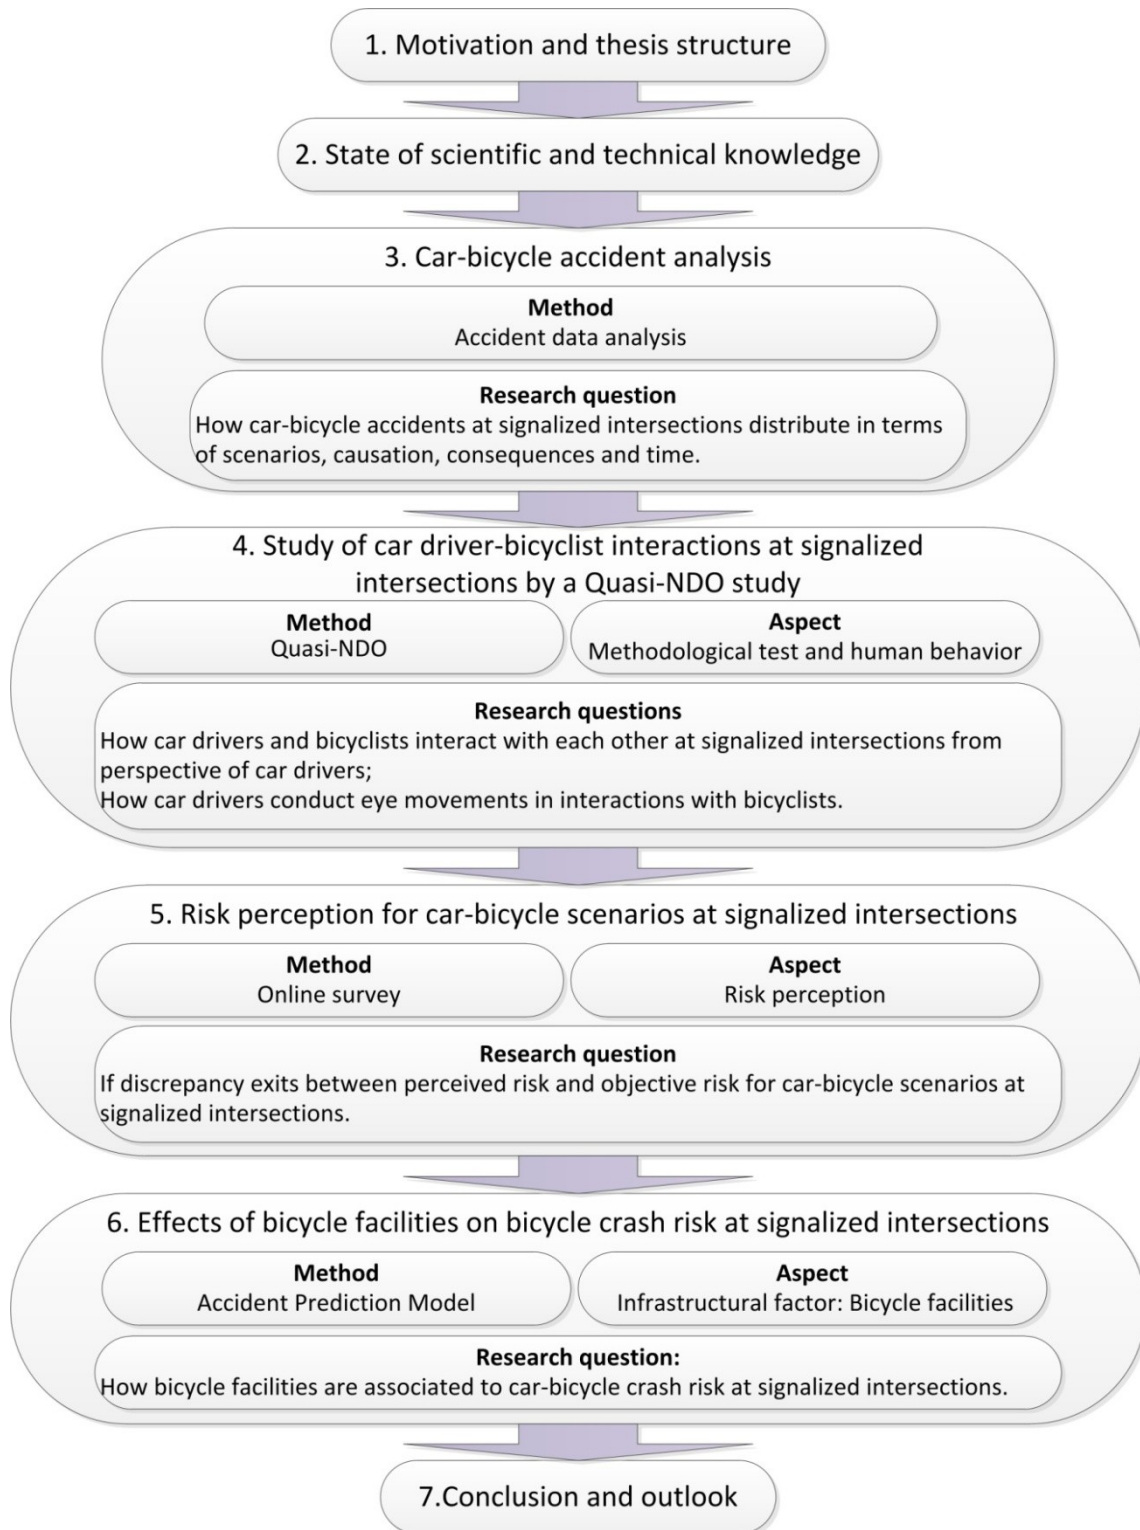 1. Motivation and thesis structure
2. State of scientific and technical knowledge
3. Car-bicycle accident analysis
Method
Accident data analysis
Research question
How car-bicycle accidents at signalized intersections distribute in terms
of scenarios, causation, consequences and time.
4. Study of car driver-bicyclist interactions at signalized
intersections by a Quasi-NDO study
Method
Quasi-NDO
Aspect
Methodological test and human behavior
Research questions
How car drivers and bicyclists interact with each other at signalized intersections from
perspective of car drivers;
How car drivers conduct eye movements in interactions with bicyclists.
5. Risk perception for car-bicycle scenarios at signalized intersections
Method
Online survey
Aspect
Risk perception
Research question
If discrepancy exits between perceived risk and objective risk for car-bicycle scenarios at
signalized intersections.
6. Effects of bicycle facilities on bicycle crash risk at signalized intersections
Method
Accident Prediction Model
Aspect
Infrastructural factor: Bicycle facilities
Research question:
How bicycle facilities are associated to car-bicycle crash risk at signalized intersections.
7.Conclusion and outlook